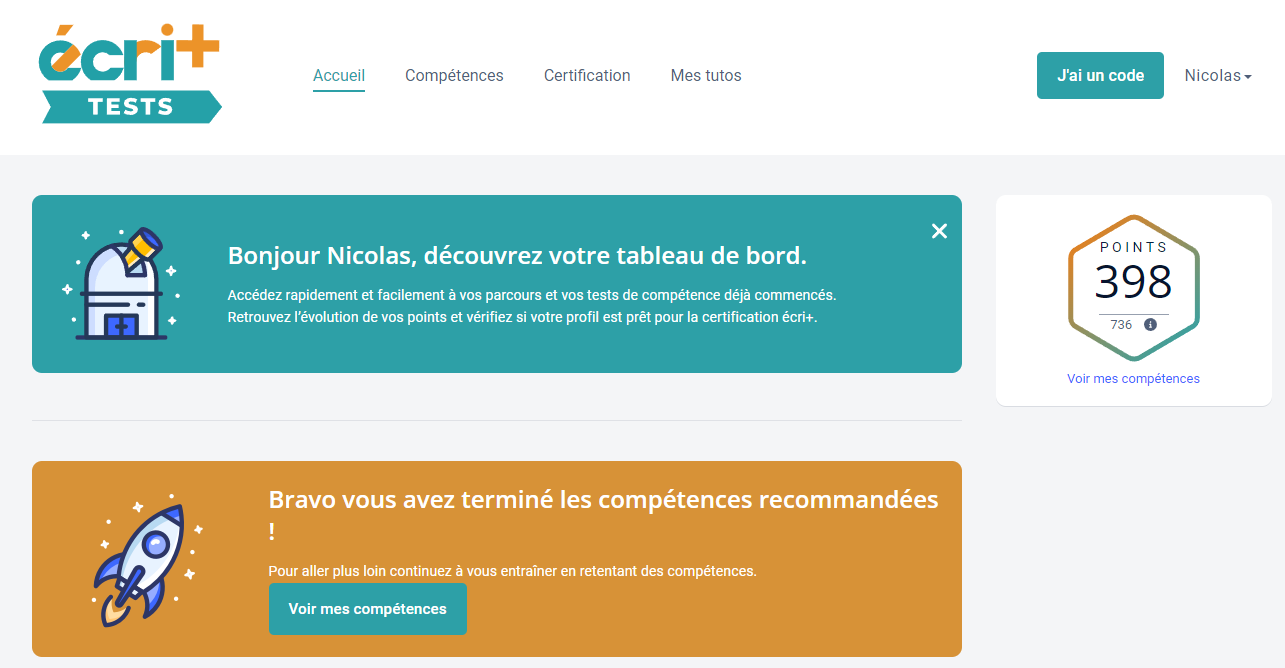 écri+
TESTS
Accueil
Compétences
Certification
Mes tutos
J'ai un code
Nicolas
Bonjour Nicolas, découvrez votre tableau de bord.
Accédez rapidement et facilement à vos parcours et vos tests de compétence déjà commencés.
Retrouvez l'évolution de vos points et vérifiez si votre profil est prêt pour la certification écri+.
POINTS
398
736
Voir mes compétences
Bravo vous avez terminé les compétences recommandées
!
Pour aller plus loin continuez à vous entraîner en retentant des compétences.
Voir mes compétences